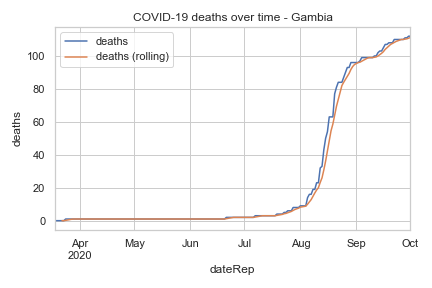 COVID-19 deaths over time - Gambia
deaths
deaths (rolling)
deaths
100
80
60
40
20
0
Apr May Jun Jul Aug Sep Oct
2020
dateRep